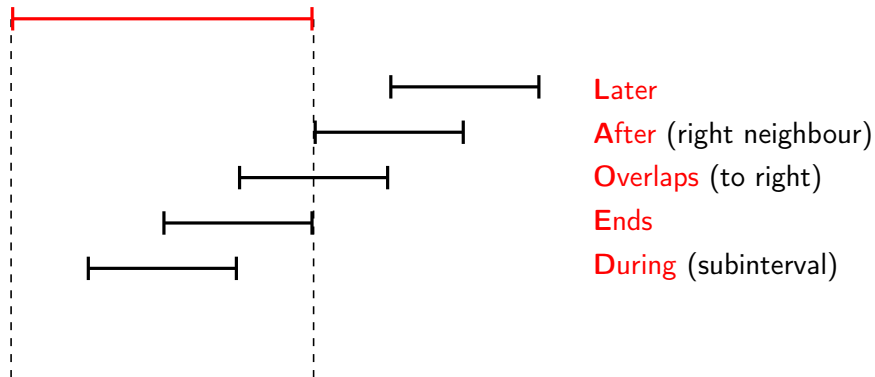 Later
After (right neighbour)
Overlaps (to right)
Ends
During (subinterval)